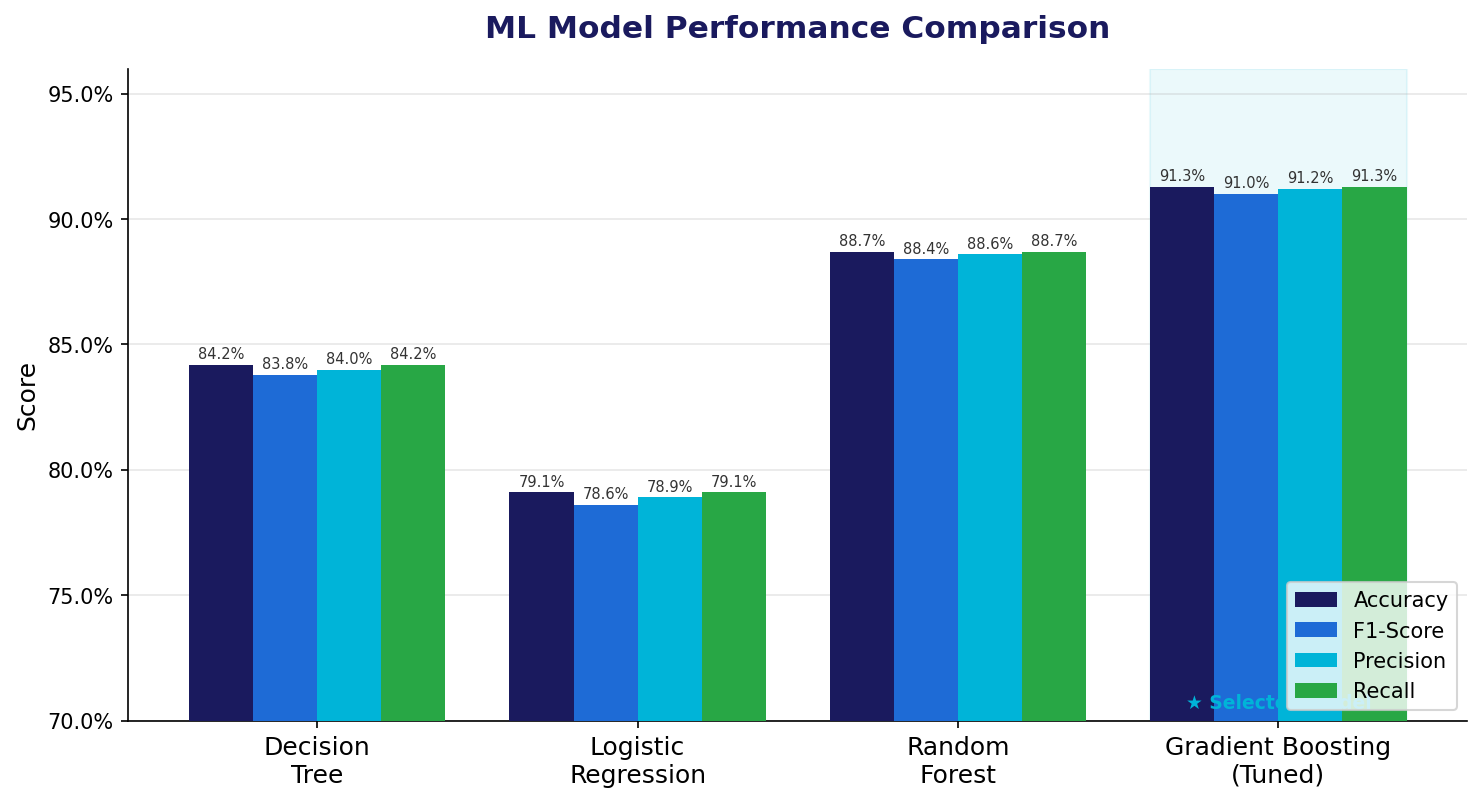 ML Model Performance Comparison
95.0%
90.0%
85.0%
80.0%
75.0%
70.0%
Score
84.2% 83.8% 84.0% 84.2%
79.1% 78.6% 78.9% 79.1%
88.7% 88.4% 88.6% 88.7%
91.3% 91.0% 91.2% 91.3%
Accuracy
F1-Score
Precision
Recall
Decision
Tree
Logistic
Regression
Random
Forest
Gradient Boosting
(Tuned)